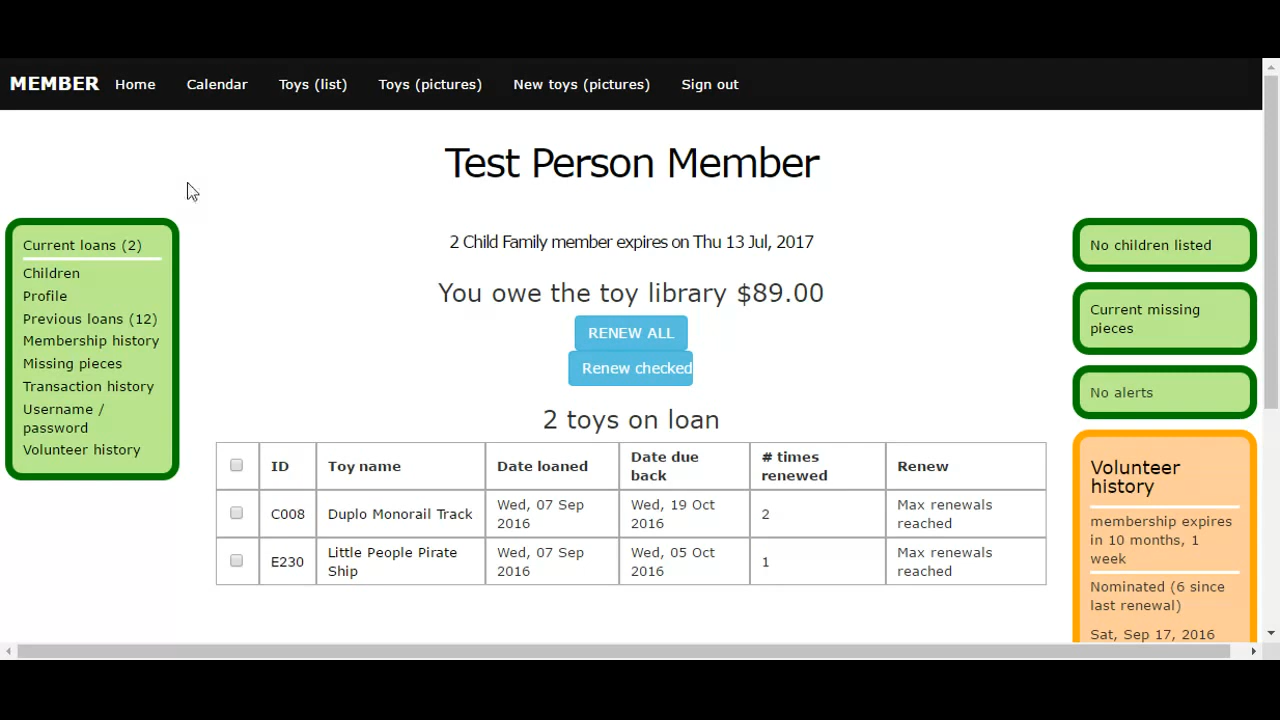 MEMBER Home Calendar Toys (list) Toys (pictures) New toys (pictures) Sign out
Test Person Member
Current loans (2)
Children
Profile
Previous loans (12)
Membership history
Missing pieces
Transaction history
Username /
password
Volunteer history
2 Child Family member expires on Thu 13 Jul, 2017
You owe the toy library $89.00
RENEW ALL
Renew checked
2 toys on loan
ID Toy name Date loaned Date due back # times renewed Renew
C008 Duplo Monorail Track Wed, 07 Sep 2016 Wed, 19 Oct 2016 2 Max renewals reached
E230 Little People Pirate Ship Wed, 07 Sep 2016 Wed, 05 Oct 2016 1 Max renewals reached
No children listed
Current missing
pieces
No alerts
Volunteer
history
membership expires
in 10 months, 1
week
Nominated (6 since
last renewal)
Sat, Sep 17, 2016